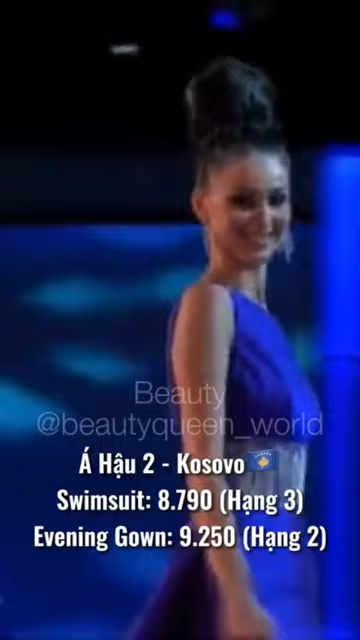 Beauty
@beautyqueen_world
Á Hậu 2 - Kosovo 🇽🇰
Swimsuit: 8.790 (Hạng 3)
Evening Gown: 9.250 (Hạng 2)